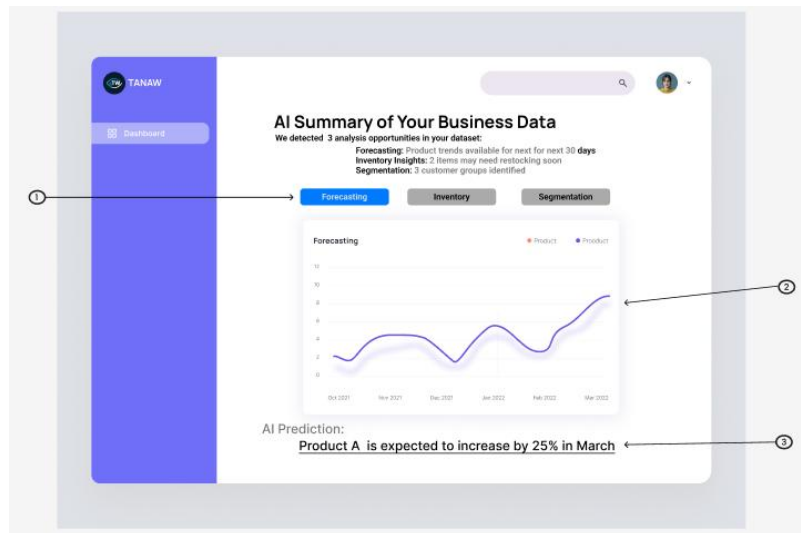 TW
TANAW
Dashboard
AI Summary of Your Business Data
We detected 3 analysis opportunities in your dataset:
Forecasting: Product trends available for next for next 30 days
Inventory Insights: 2 items may need restocking soon
Segmentation: 3 customer groups identified
1
Forecasting Inventory Segmentation
Forecasting
Product Product
12
10
8
2
6
4
2
0
Oct 2021 Nov 2021 Dec 2021 Jan 2022 Feb 2022 Mar 2022
AI Prediction:
Product A is expected to increase by 25% in March
3